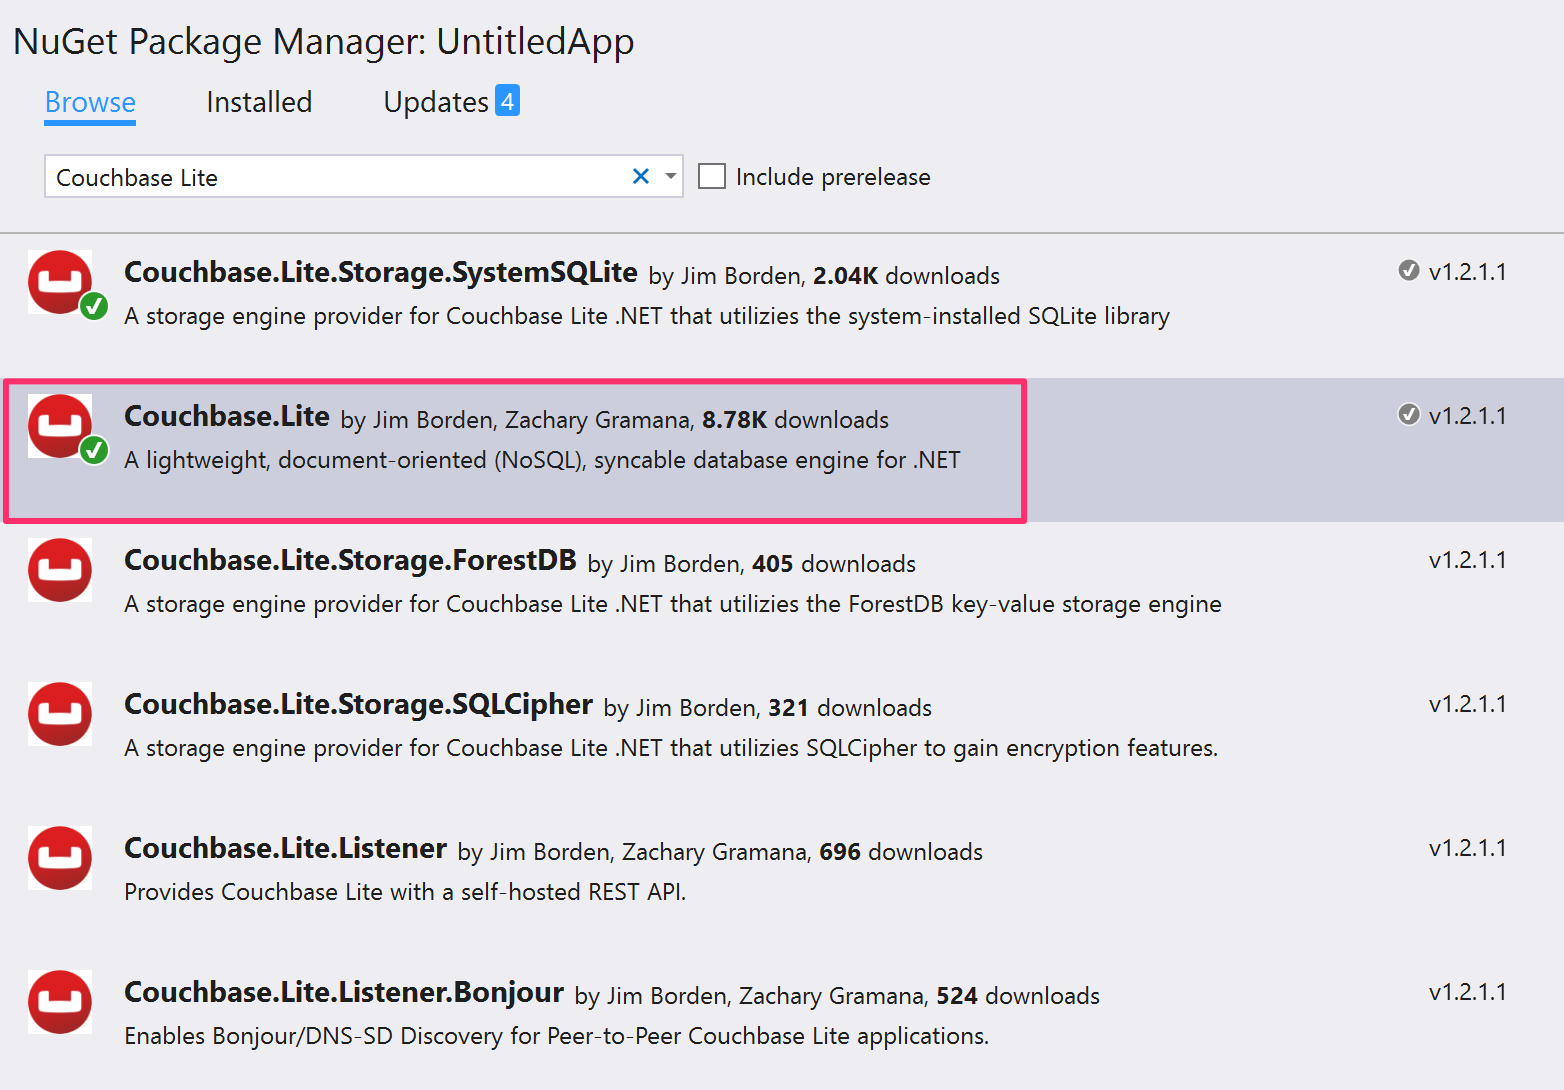 NuGet Package Manager: UntitledApp
Browse Installed Updates 4
Couchbase Lite Include prerelease
Couchbase.Lite.Storage.SystemSQLite by Jim Borden, 2.04K downloads v1.2.1.1
A storage engine provider for Couchbase Lite .NET that utilizies the system-installed SQLite library
Couchbase.Lite by Jim Borden, Zachary Gramana, 8.78K downloads v1.2.1.1
A lightweight, document-oriented (NoSQL), syncable database engine for .NET
Couchbase.Lite.Storage.ForestDB by Jim Borden, 405 downloads v1.2.1.1
A storage engine provider for Couchbase Lite .NET that utilizies the ForestDB key-value storage engine
Couchbase.Lite.Storage.SQLCipher by Jim Borden, 321 downloads v1.2.1.1
A storage engine provider for Couchbase Lite .NET that utilizies SQLCipher to gain encryption features.
Couchbase.Lite.Listener by Jim Borden, Zachary Gramana, 696 downloads v1.2.1.1
Provides Couchbase Lite with a self-hosted REST API.
Couchbase.Lite.Listener.Bonjour by Jim Borden, Zachary Gramana, 524 downloads v1.2.1.1
Enables Bonjour/DNS-SD Discovery for Peer-to-Peer Couchbase Lite applications.